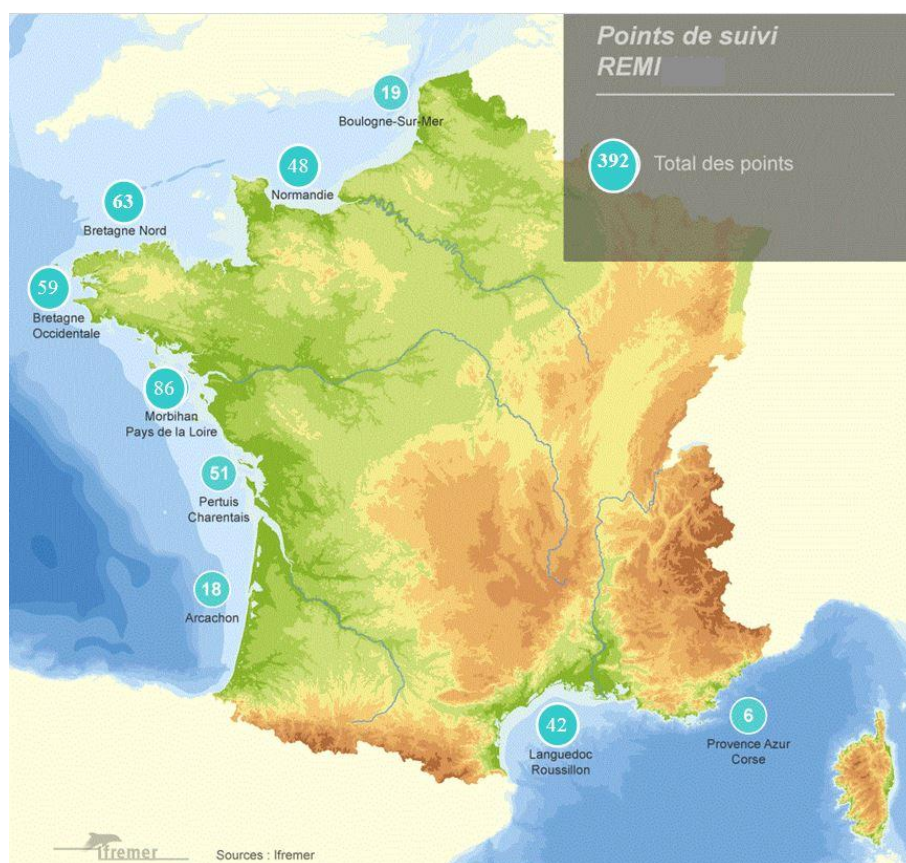 Points de suivi
REMI
392 Total des points
19
Boulogne-Sur-Mer
48
Normandie
63
Bretagne Nord
59
Bretagne
Occidentale
86
Morbihan
Pays de la Loire
51
Pertuis
Charentais
18
Arcachon
42
Languedoc
Roussillon
6
Provence Azur
Corse
ifremer
Sources : Ifremer